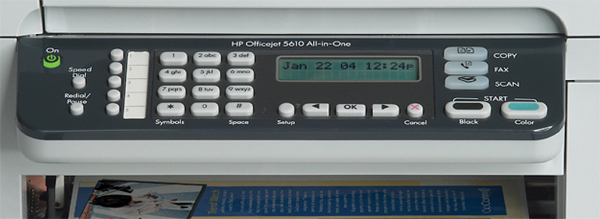 HP Officejet 5610 All-in-One
On
Speed
Dial
Redial/
Pause
1
2 abc
3 def
4 ghi
5 jkl
6 mno
7 pqrs
8 tuv
9 wxyz
*
0
#
Symbols
Space
Jan 22 04 12:24P
Setup
OK
Cancel
COPY
FAX
SCAN
START
Black
Color